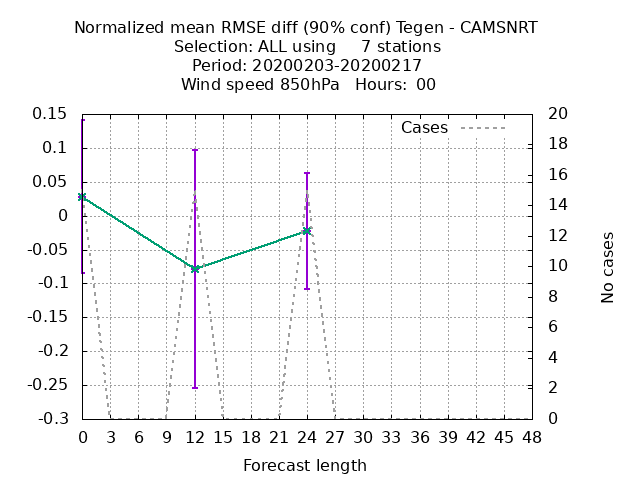 Normalized mean RMSE diff (90% conf) Tegen - CAMSNRT
Selection: ALL using     7 stations
Period: 20200203-20200217
Wind speed 850hPa   Hours:  00
Cases
0.15
0.1
0.05
0
-0.05
-0.1
-0.15
-0.2
-0.25
-0.3
20
18
16
14
12
10
8
6
4
2
0
No cases
0 3 6 9 12 15 18 21 24 27 30 33 36 39 42 45 48
Forecast length